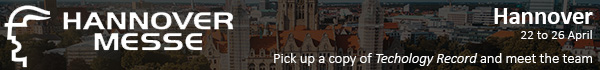 HANNOVER
MESSE
Hannover
22 to 26 April
Pick up a copy of Techology Record and meet the team